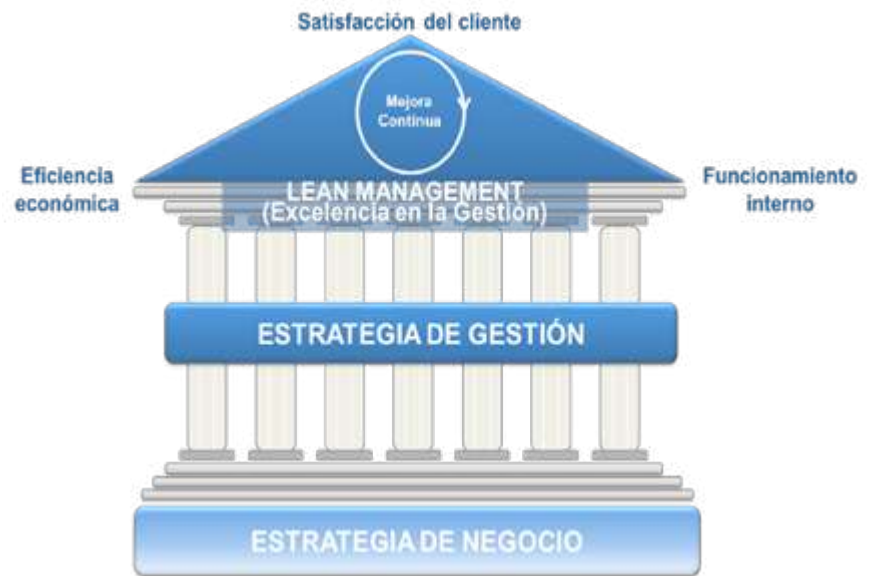 Satisfacción del cliente
Mejora
Continua
Eficiencia
económica
Funcionamiento
interno
LEAN MANAGEMENT
(Excelencia en la Gestión)
ESTRATEGIA DE GESTIÓN
ESTRATEGIA DE NEGOCIO